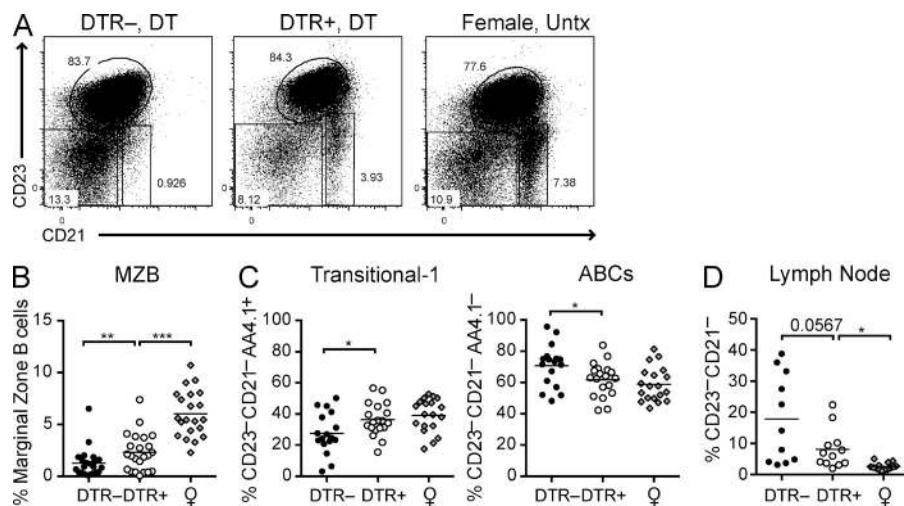 A
DTR–, DT
DTR+, DT
Female, Untx
83.7
84.3
77.6
0.926
3.93
7.38
13.3
8.12
10.9
0
0
0
0
0
0
CD23
CD21
B
MZB
% Marginal Zone B cells
15
10
5
0
**
***
DTR–
DTR+
♀
C
Transitional-1
% CD23–CD21–AA4.1+
100
80
60
40
20
0
*
DTR–
DTR+
♀
ABCs
% CD23–CD21– AA4.1–
100
80
60
40
20
0
*
DTR–
DTR+
♀
D
Lymph Node
% CD23–CD21–
50
40
30
20
10
0
0.0567
*
DTR–
DTR+
♀